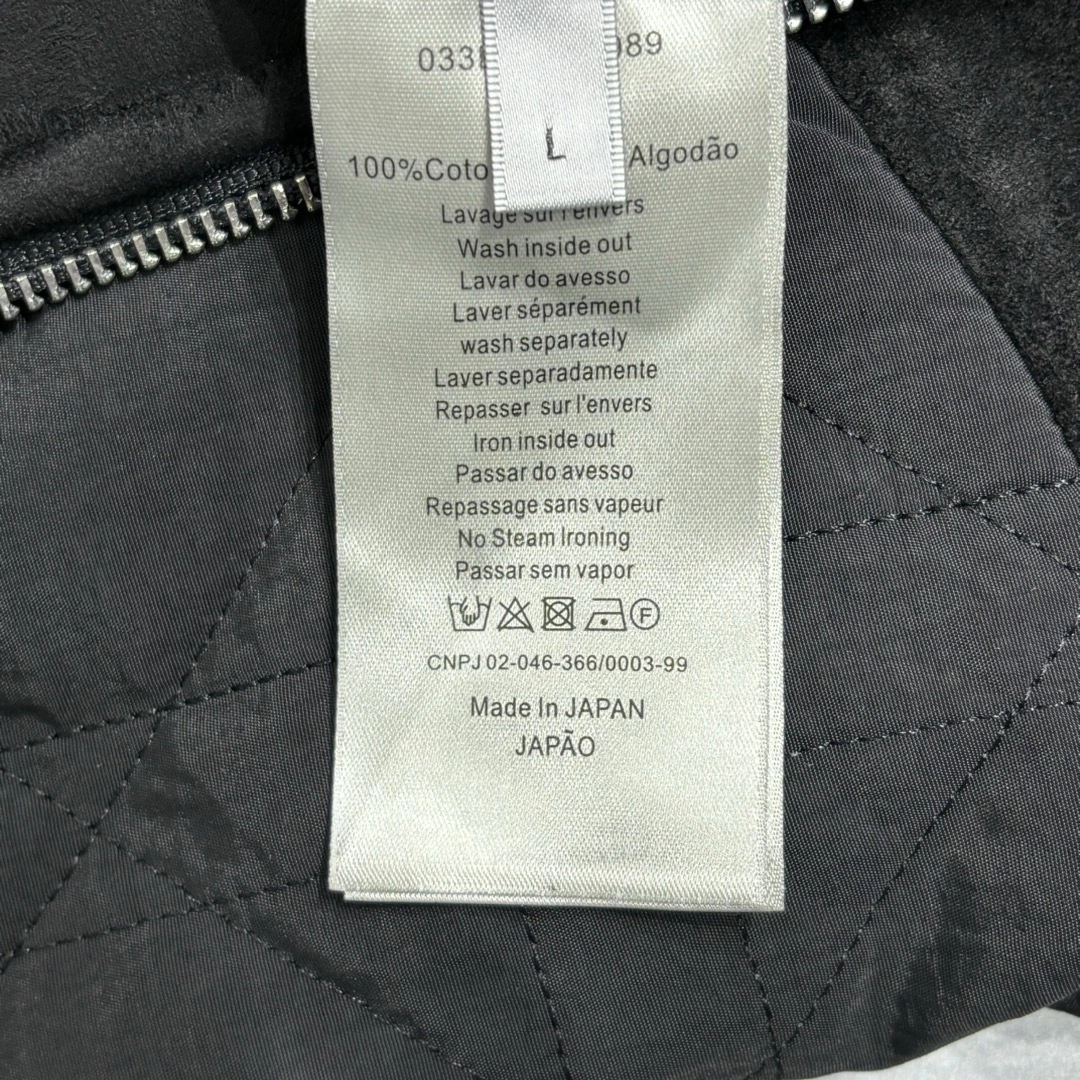 033 989
L
100%Coto Algodão
Lavage sur l'envers
Wash inside out
Lavar do avesso
Laver séparément
wash separately
Laver separadamente
Repasser sur l'envers
Iron inside out
Passar do avesso
Repassage sans vapeur
No Steam Ironing
Passar sem vapor
F
CNPJ 02-046-366/0003-99
Made In JAPAN
JAPÃO